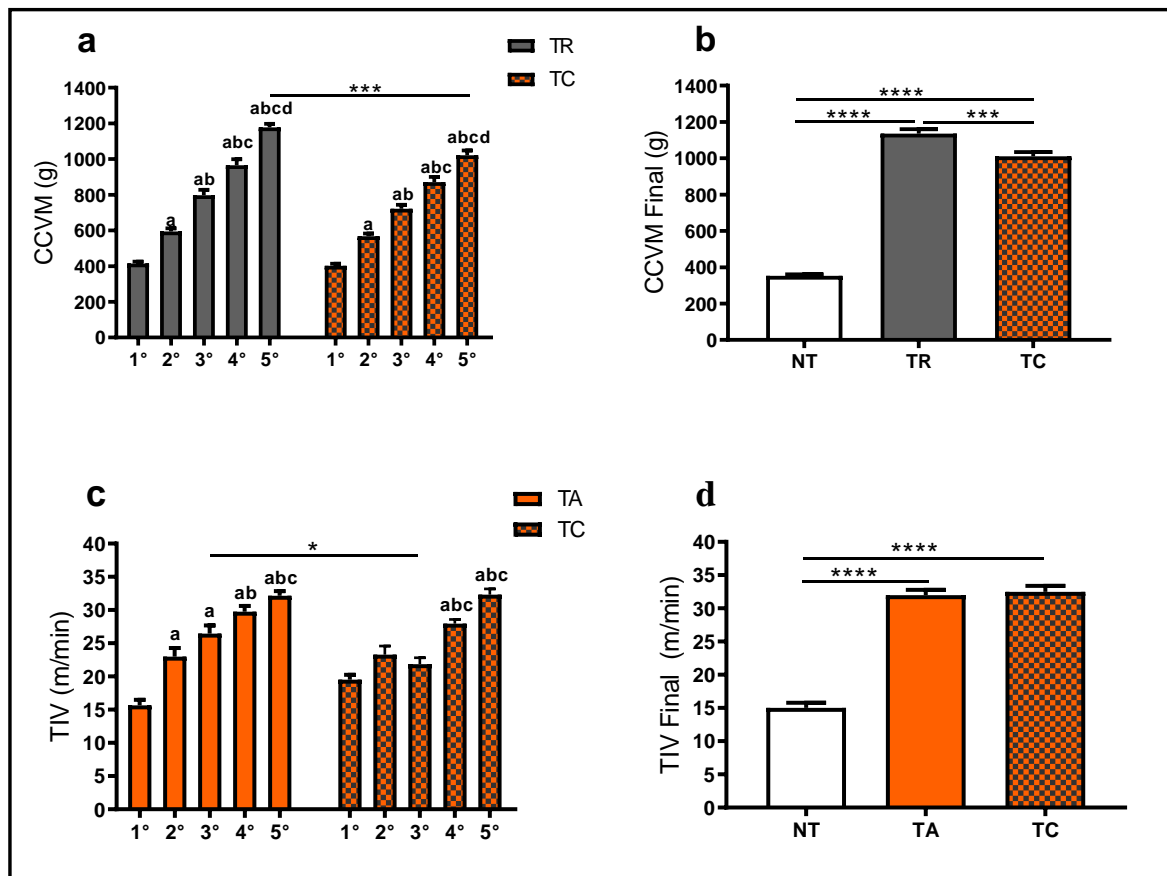 a
TR
TC
CCVM (g)
1400
1200
1000
800
600
400
200
0
***
a
ab
abc
abcd
a
ab
abc
abcd
1° 2° 3° 4° 5° 1° 2° 3° 4° 5°
b
CCVM Final (g)
1400
1200
1000
800
600
400
200
0
****
**** ***
NT TR TC
c
TA
TC
TIV (m/min)
40
35
30
25
20
15
10
5
0
*
a
a
ab
abc
abc
abc
1° 2° 3° 4° 5° 1° 2° 3° 4° 5°
d
TIV Final (m/min)
40
35
30
25
20
15
10
5
0
****
****
NT TA TC